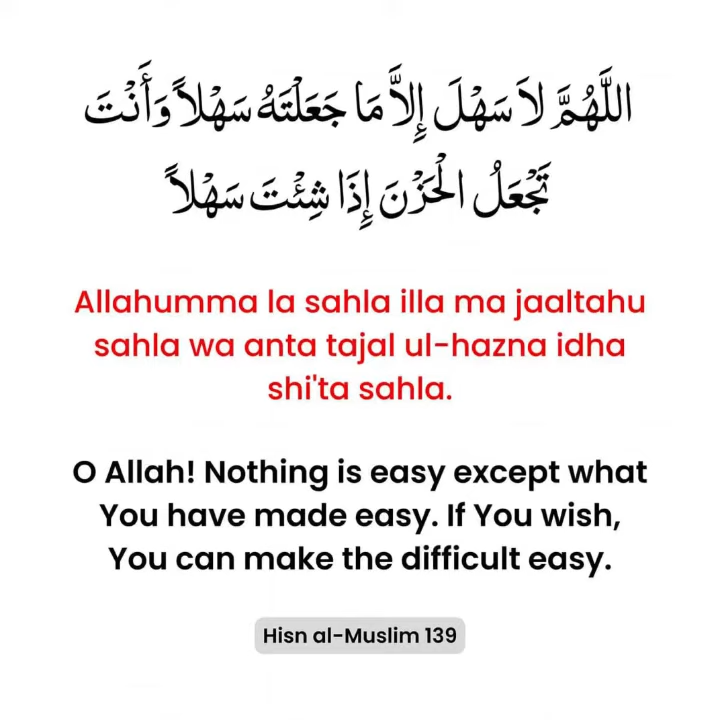 اللَّهُمَّ لاَ سَهْلَ إِلاَّ مَا جَعَلْتَهُ سَهْلاً وَأَنْتَ
تَجْعَلُ الْحَزْنَ إِذَا شِئْتَ سَهْلاً
Allahumma la sahla illa ma jaaltahu
sahla wa anta tajal ul-hazna idha
shi'ta sahla.
O Allah! Nothing is easy except what
You have made easy. If You wish,
You can make the difficult easy.
Hisn al-Muslim 139